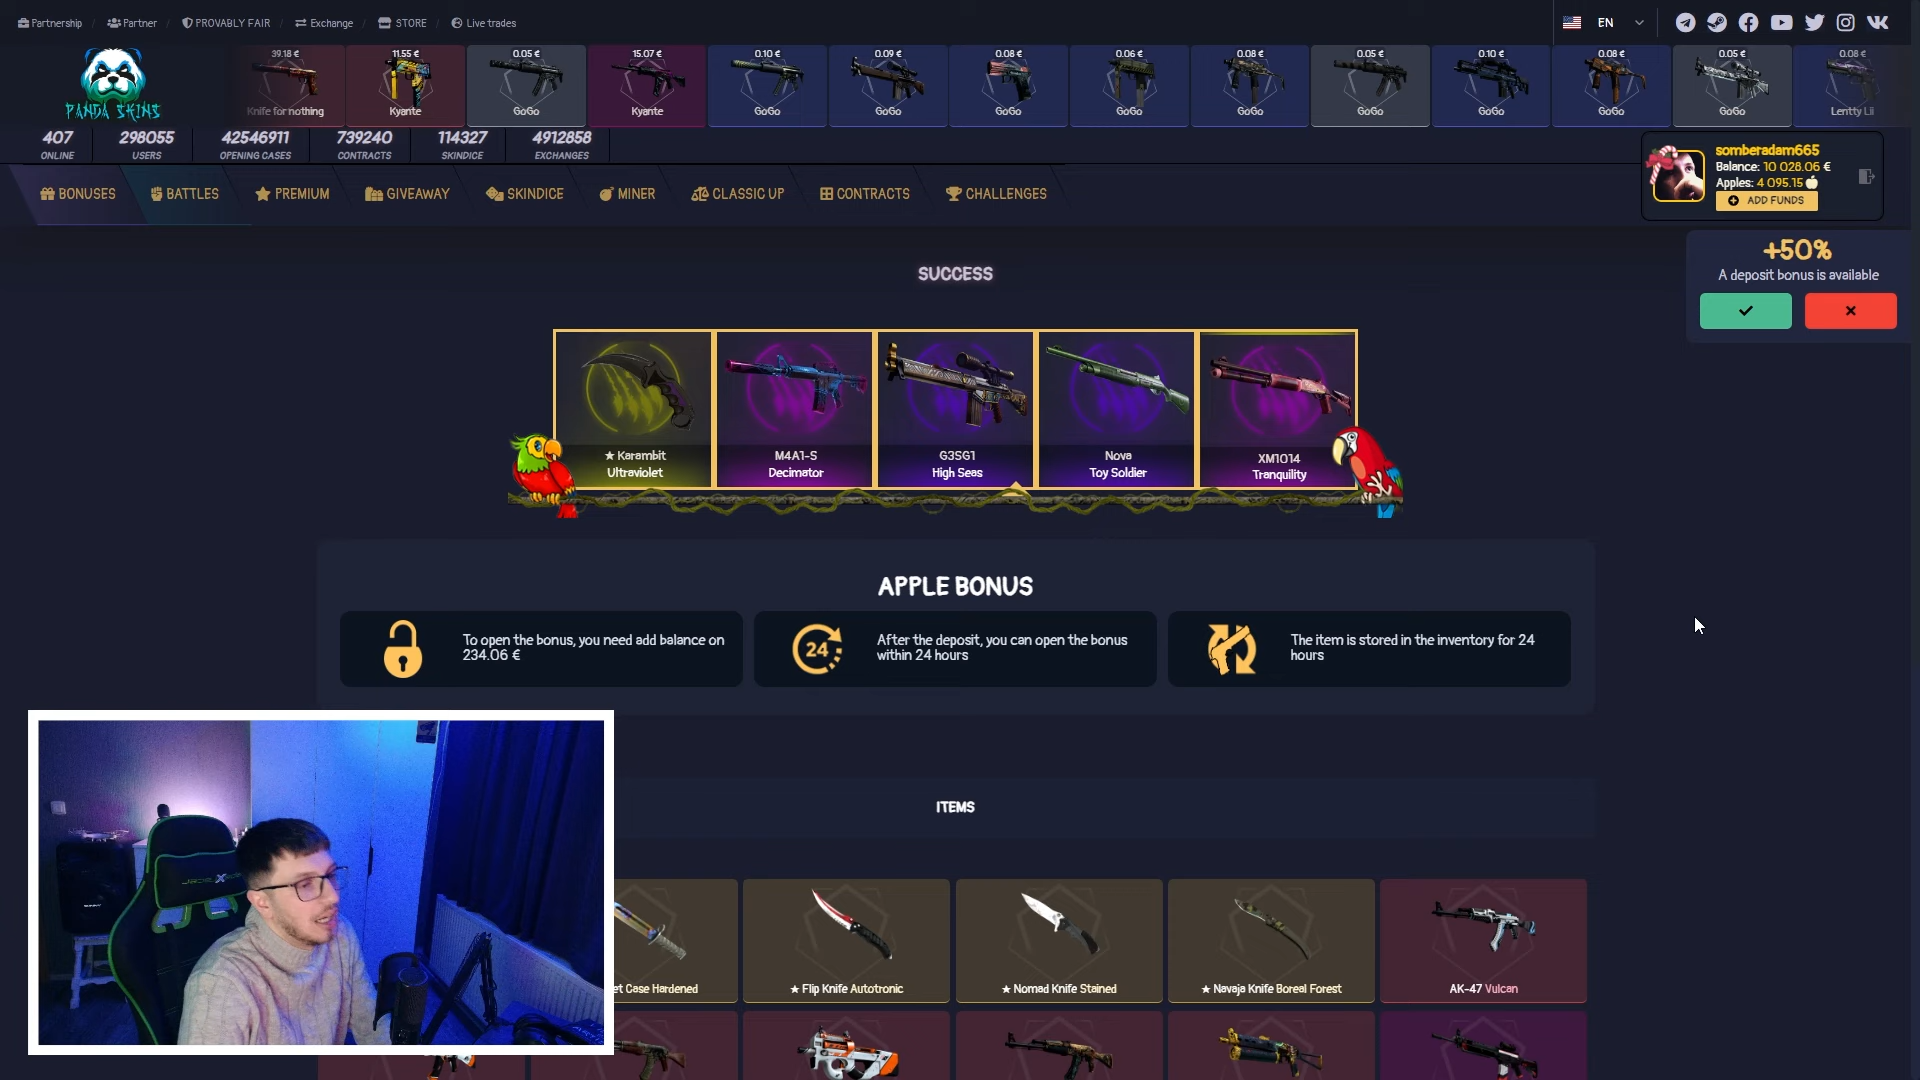 Partnership / Partner / PROVABLY FAIR / Exchange / STORE / Live trades
EN
PANDA SKINS
39.18 €
Knife for nothing
11.55 €
Kyante
0.05 €
GoGo
15.07 €
Kyante
0.10 €
GoGo
0.09 €
GoGo
0.08 €
GoGo
0.06 €
GoGo
0.08 €
GoGo
0.05 €
GoGo
0.10 €
GoGo
0.08 €
GoGo
0.05 €
GoGo
0.08 €
Lentty Lii
407
ONLINE
298055
USERS
42546911
OPENING CASES
739240
CONTRACTS
114327
SKINDICE
4912858
EXCHANGES
somberadam665
Balance: 10 028.06 €
Apples: 4 095.15
ADD FUNDS
BONUSES BATTLES PREMIUM GIVEAWAY SKINDICE MINER CLASSIC UP CONTRACTS CHALLENGES
+50%
A deposit bonus is available
SUCCESS
★ Karambit
Ultraviolet
M4A1-S
Decimator
G3SG1
High Seas
Nova
Toy Soldier
XM1014
Tranquility
APPLE BONUS
To open the bonus, you need add balance on
234.06 €
24
After the deposit, you can open the bonus
within 24 hours
The item is stored in the inventory for 24
hours
ITEMS
et Case Hardened
★ Flip Knife Autotronic
★ Nomad Knife Stained
★ Navaja Knife Boreal Forest
AK-47 Vulcan